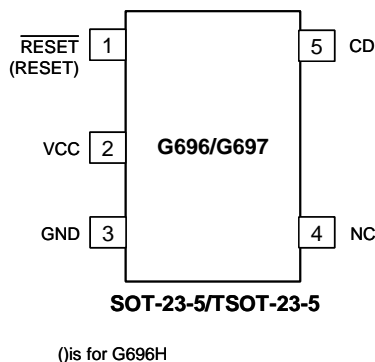 RESET
(RESET)
1
5
CD
VCC
2
G696/G697
GND
3
4
NC
SOT-23-5/TSOT-23-5
()is for G696H